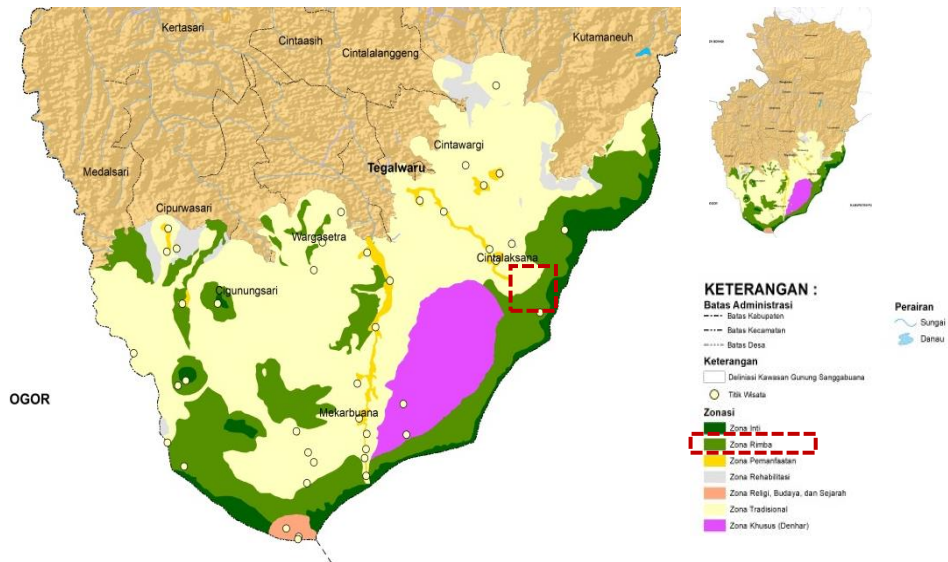 Kertasari
Cintaasih
Cintalalanggeng
Kutamaneuh
Medalsari
Tegalwaru
Cintawargi
Cipurwasari
Wargasetra
Cintalaksana
Cigunungsari
Mekarbuana
OGOR
KETERANGAN :
Batas Administrasi
Batas Kabupaten
Batas Kecamatan
Batas Desa
Keterangan
Deliniasi Kawasan Gunung Sanggabuana
Titik Wisata
Zonasi
Zona Inti
Zona Rimba
Zona Pemanfaatan
Zona Rehabilitasi
Zona Religi, Budaya, dan Sejarah
Zona Tradisional
Zona Khusus (Denhar)
Perairan
Sungai
Danau